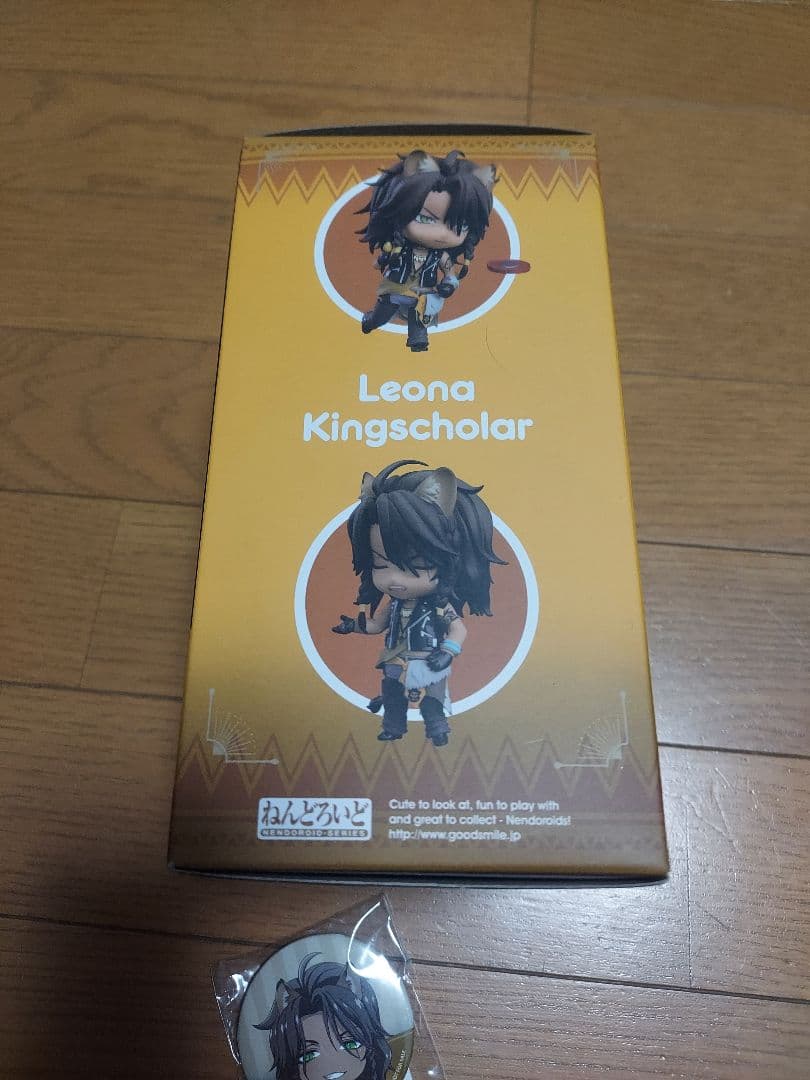 Leona
Kingscholar
ねんどろいど
NENDOROID-SERIES
Cute to look at, fun to play with
and great to collect - Nendoroids!
http://www.goodsmile.jp